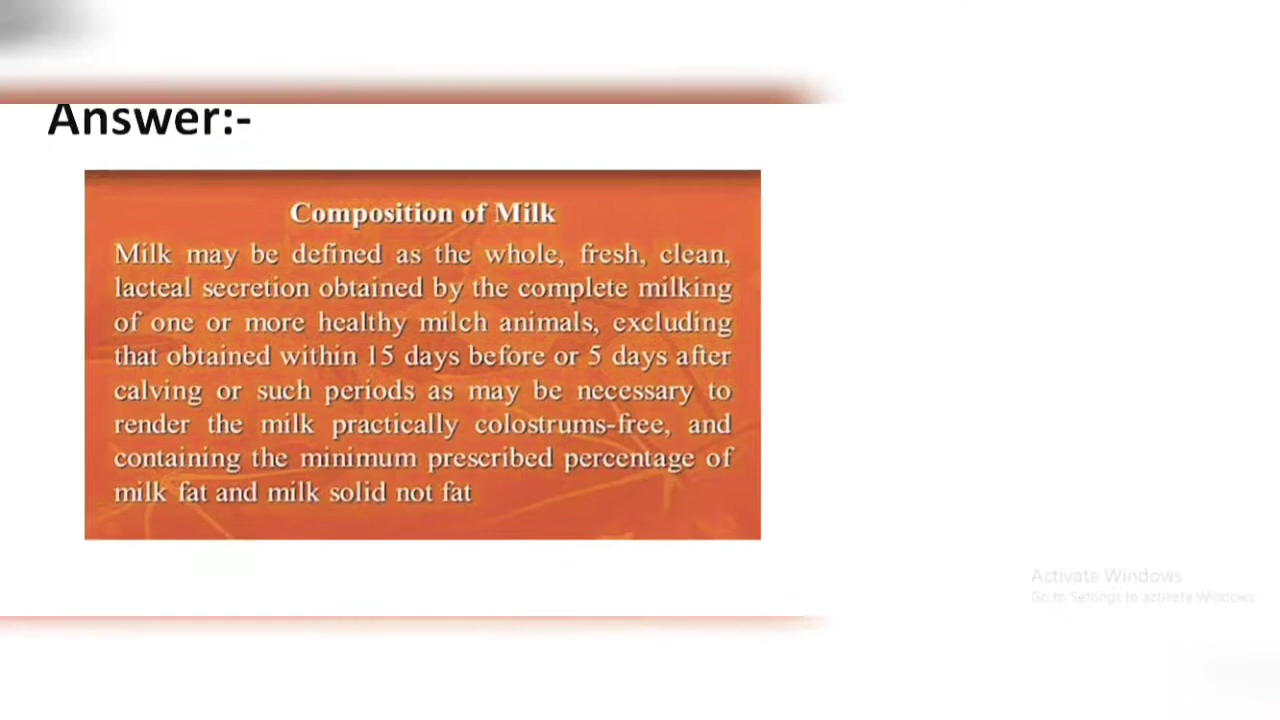 Answer:-
Composition of Milk
Milk may be defined as the whole, fresh, clean,
lacteal secretion obtained by the complete milking
of one or more healthy milch animals, excluding
that obtained within 15 days before or 5 days after
calving or such periods as may be necessary to
render the milk practically colostrums-free, and
containing the minimum prescribed percentage of
milk fat and milk solid not fat
Activate Windows
Go to Settings to activate Windows